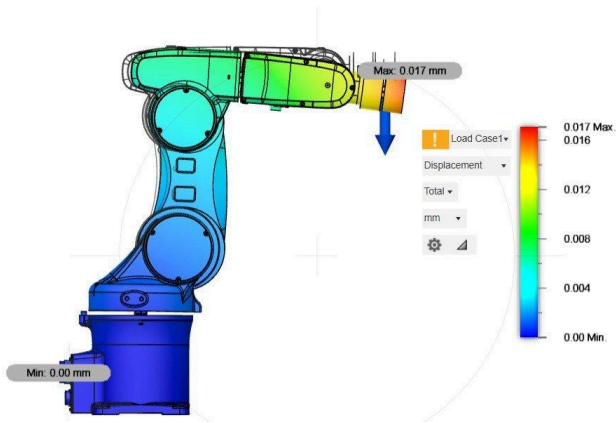 Max: 0.017 mm
Load Case1
Displacement
Total
mm
0.017 Max.
0.016
0.012
0.008
0.004
0.00 Min.
Min: 0.00 mm